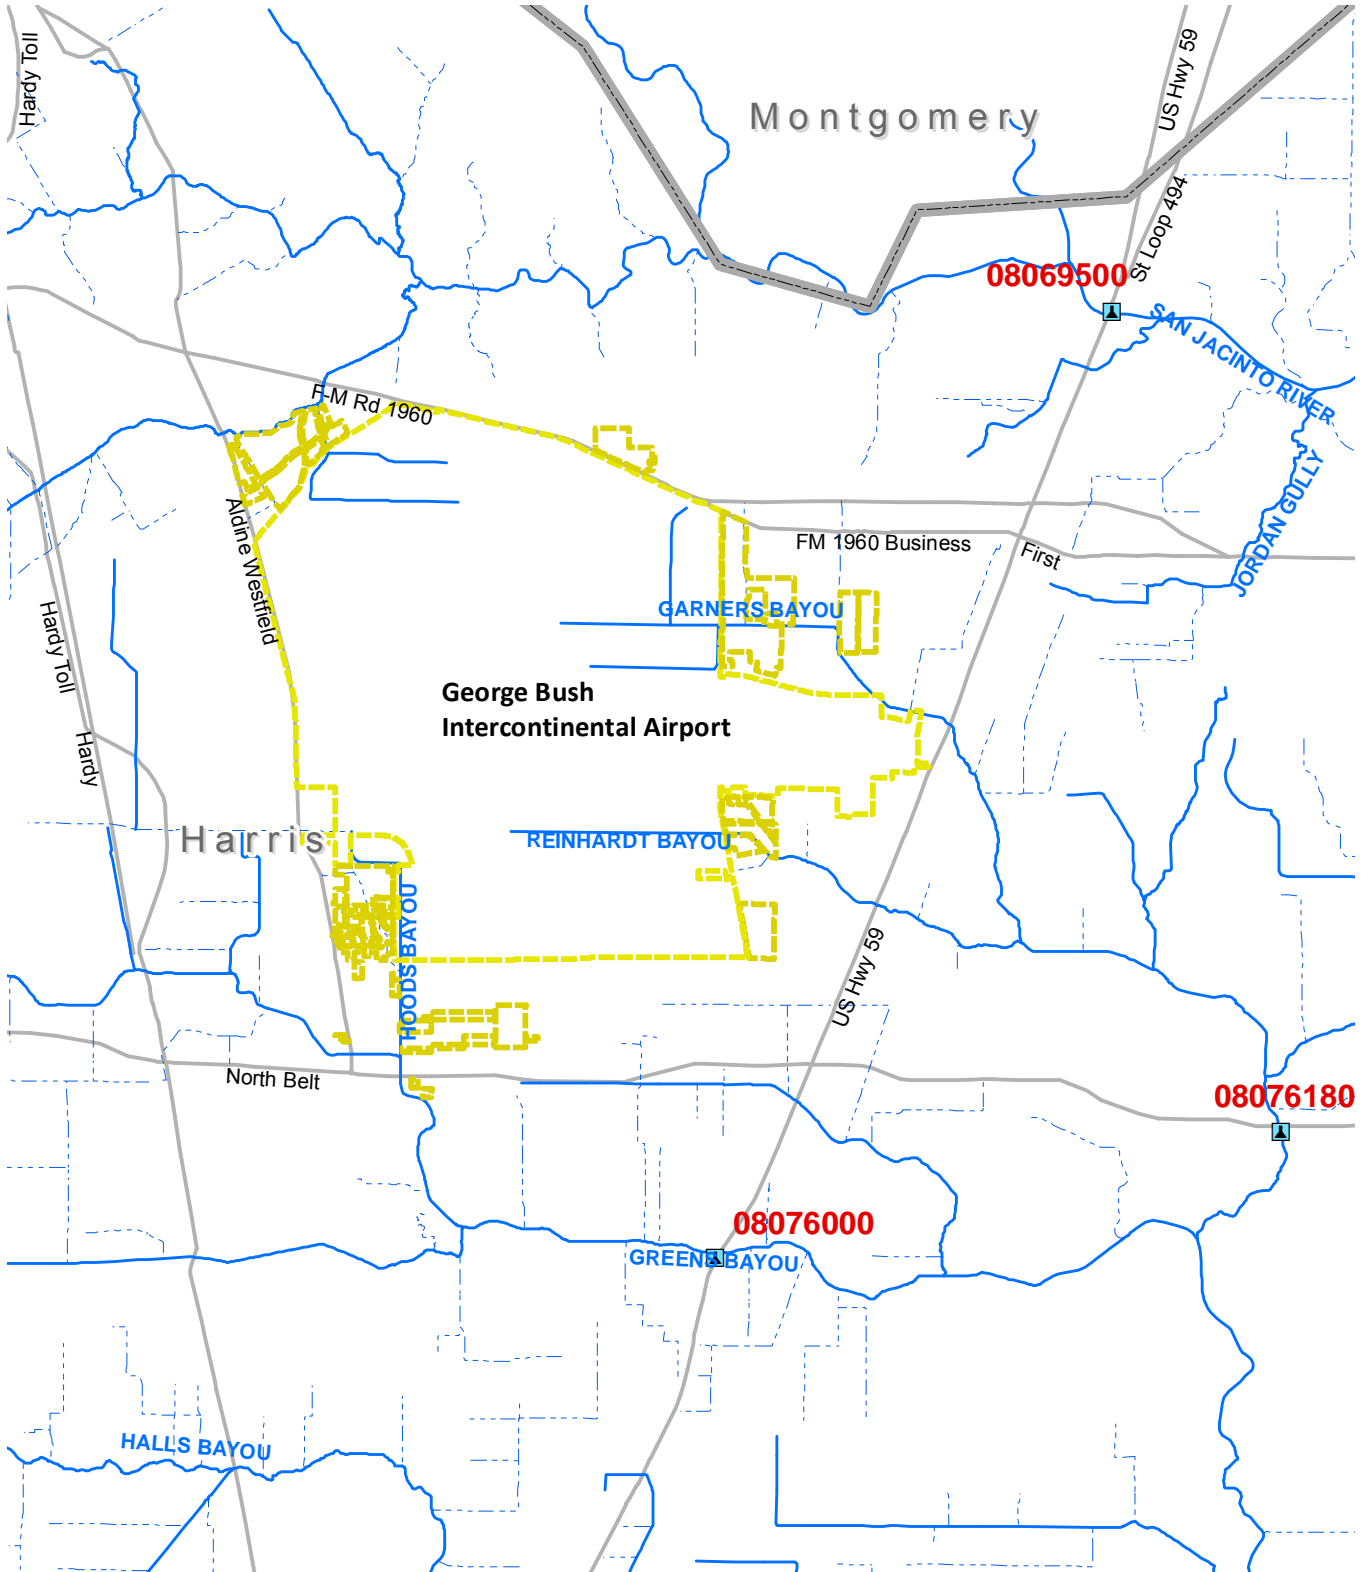 Hardy Toll
US Hwy 59
Montgomery
St Loop 494
08069500
SAN JACINTO RIVER
F-M Rd 1960
JORDAN GULLY
Aldine Westfield
FM 1960 Business
First
GARNERS BAYOU
Hardy Toll
George Bush
Intercontinental Airport
Hardy
Harris
REINHARDT BAYOU
HOODS BAYOU
US Hwy 59
North Belt
08076180
08076000
GREENS BAYOU
HALLS BAYOU